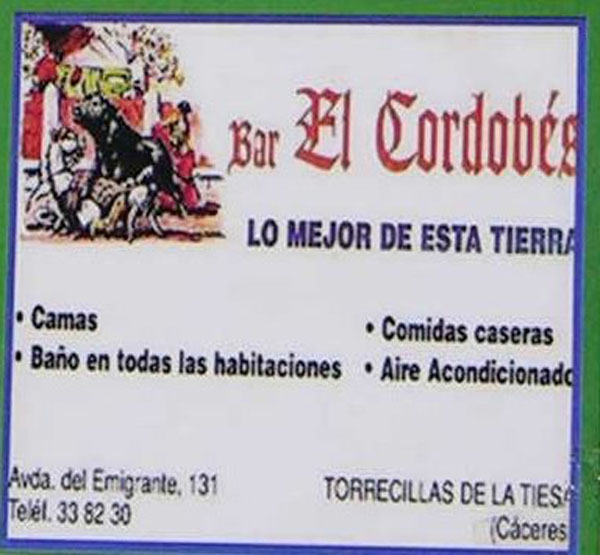 Bar El Cordobés
LO MEJOR DE ESTA TIERRA
• Camas
• Baño en todas las habitaciones
• Comidas caseras
• Aire Acondicionado
Avda. del Emigrante, 131
Teléf. 33 82 30
TORRECILLAS DE LA TIESA
(Cáceres